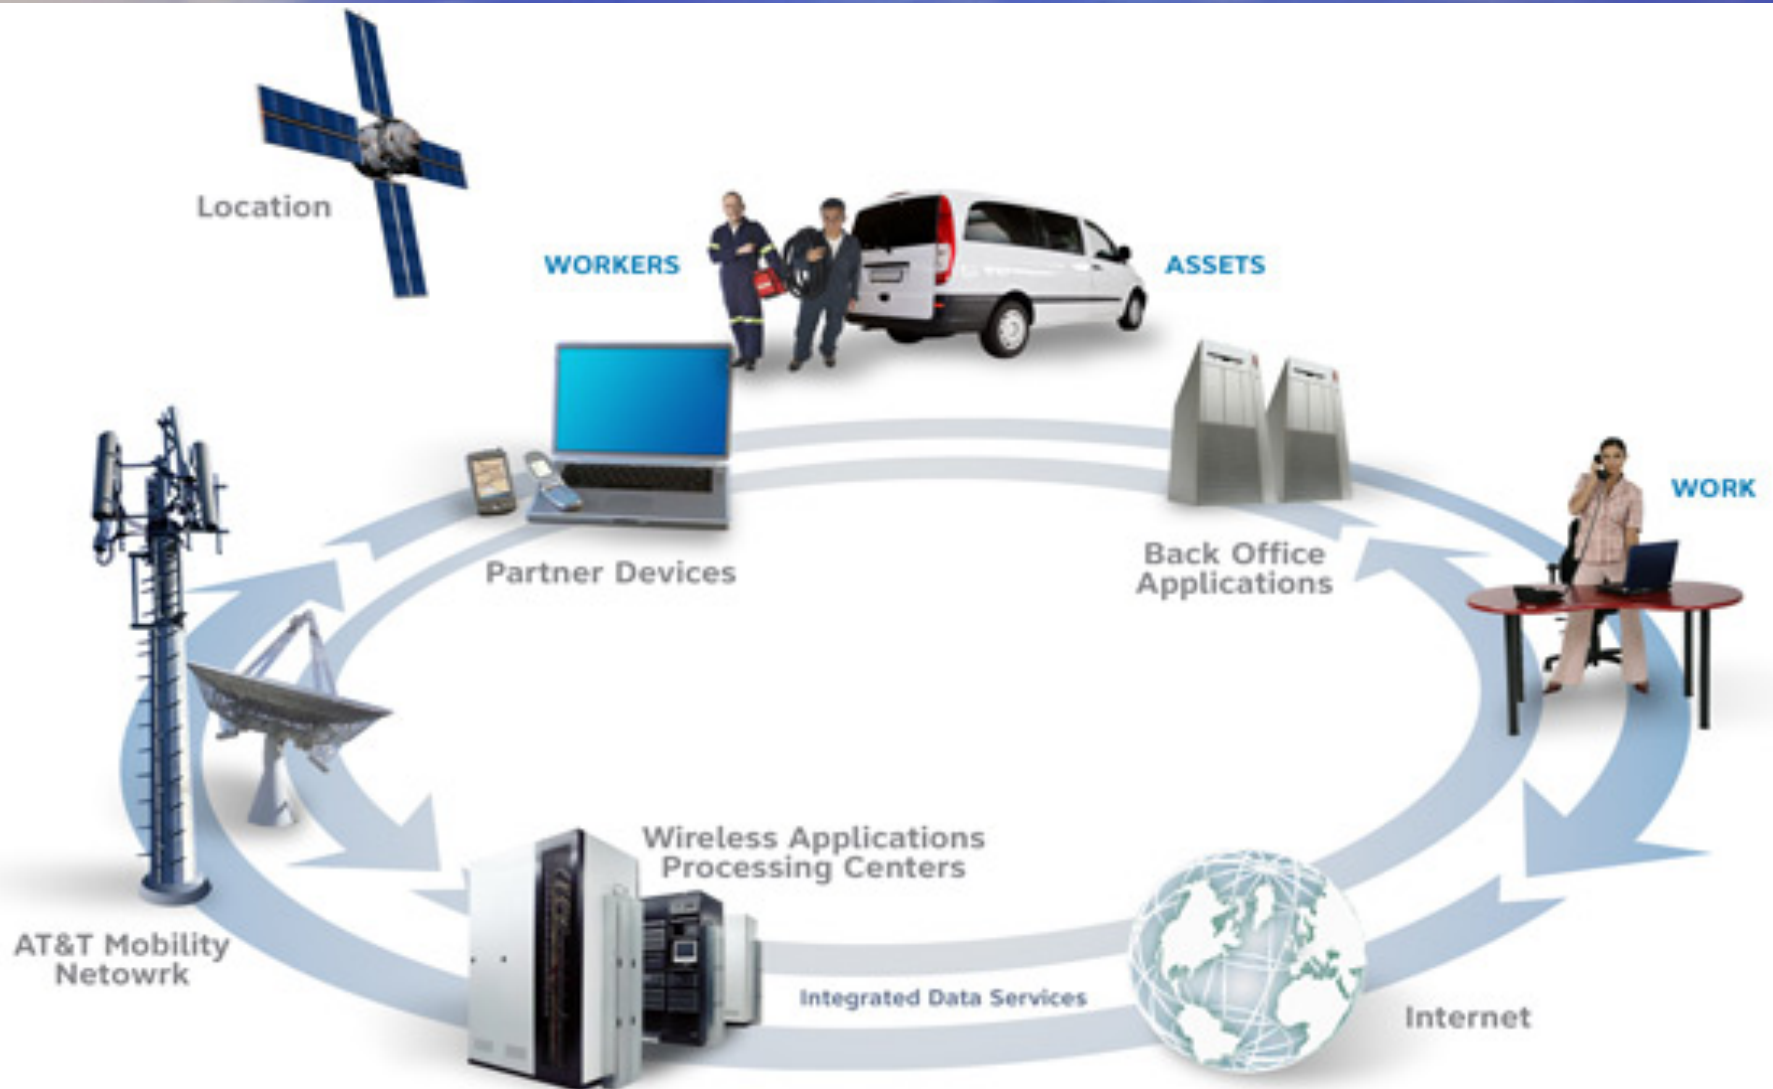 Location
WORKERS
ASSETS
WORK
Partner Devices
Back Office
Applications
Wireless Applications
Processing Centers
AT&T Mobility
Netowrk
Integrated Data Services
Internet